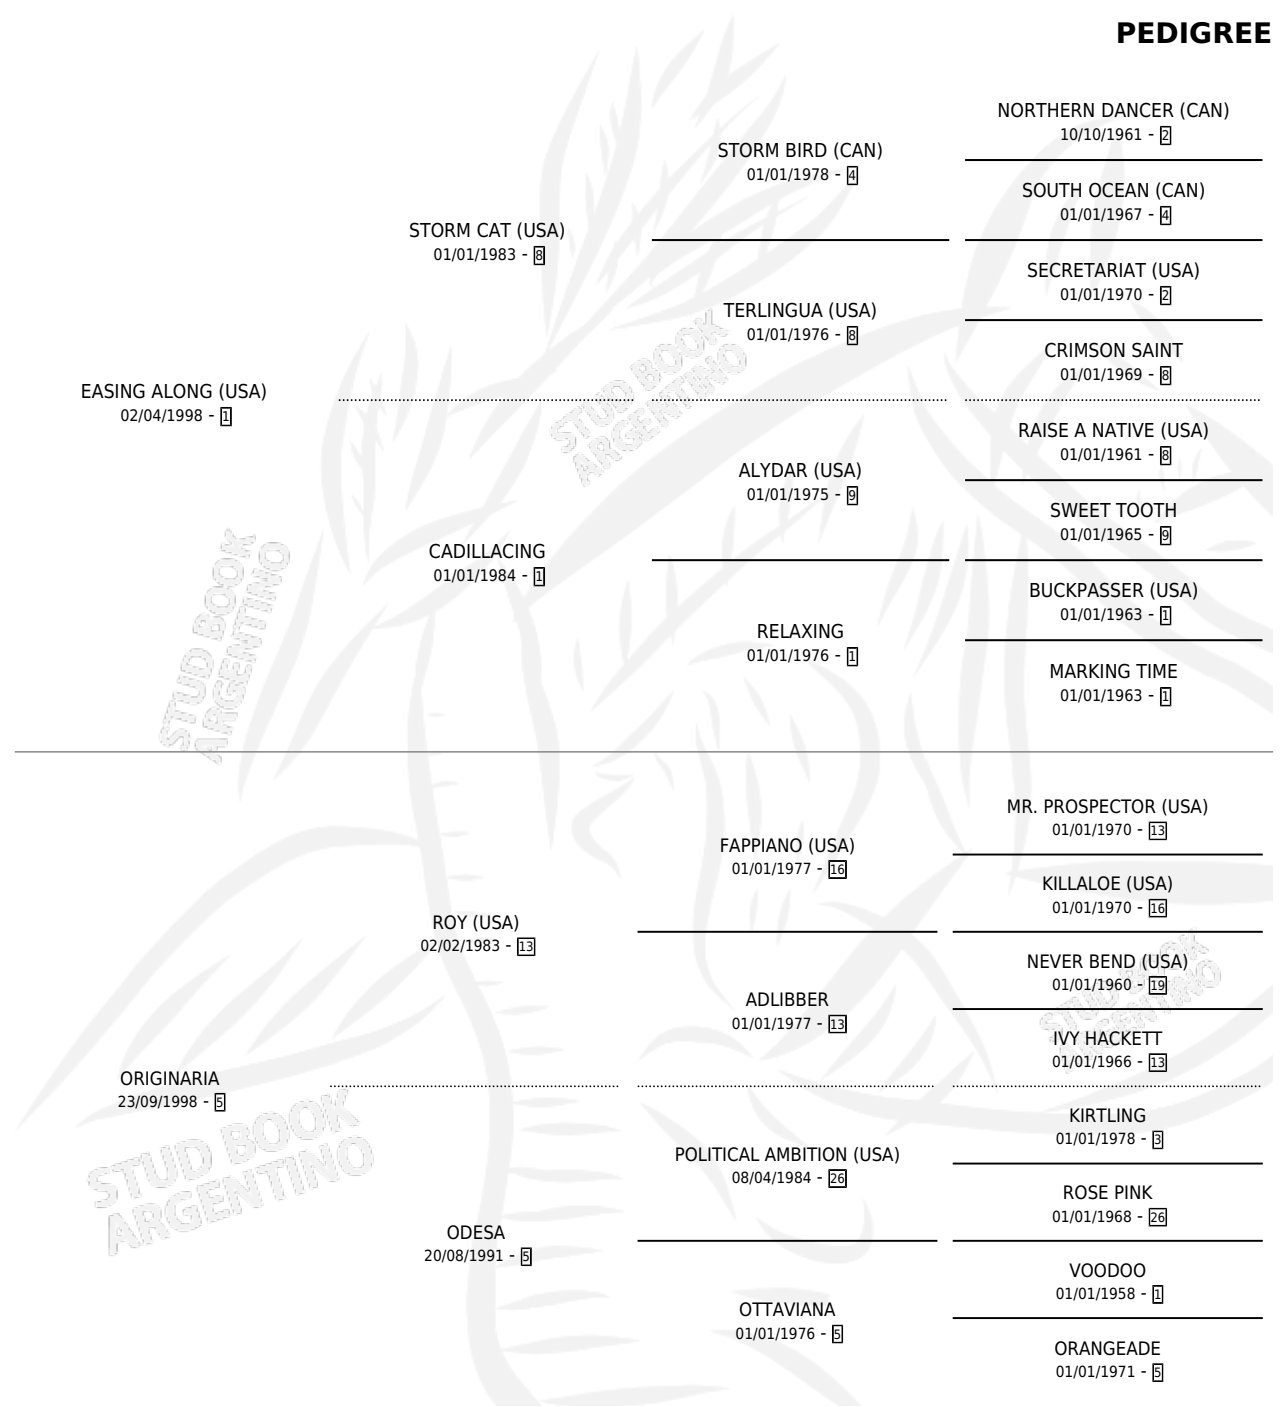 PEDIGREE
NORTHERN DANCER (CAN)
10/10/1961 - 2
STORM BIRD (CAN)
01/01/1978 - 4
SOUTH OCEAN (CAN)
01/01/1967 - 4
STORM CAT (USA)
01/01/1983 - 8
SECRETARIAT (USA)
01/01/1970 - 2
TERLINGUA (USA)
01/01/1976 - 8
CRIMSON SAINT
01/01/1969 - 8
EASING ALONG (USA)
02/04/1998 - 1
RAISE A NATIVE (USA)
01/01/1961 - 8
ALYDAR (USA)
01/01/1975 - 9
SWEET TOOTH
01/01/1965 - 9
CADILLACING
01/01/1984 - 1
BUCKPASSER (USA)
01/01/1963 - 1
RELAXING
01/01/1976 - 1
MARKING TIME
01/01/1963 - 1
MR. PROSPECTOR (USA)
01/01/1970 - 13
FAPPIANO (USA)
01/01/1977 - 16
KILLALOE (USA)
01/01/1970 - 16
ROY (USA)
02/02/1983 - 13
NEVER BEND (USA)
01/01/1960 - 19
ADLIBBER
01/01/1977 - 13
IVY HACKETT
01/01/1966 - 13
ORIGINARIA
23/09/1998 - 5
KIRTLING
01/01/1978 - 3
POLITICAL AMBITION (USA)
08/04/1984 - 26
ROSE PINK
01/01/1968 - 26
ODESA
20/08/1991 - 5
VOODOO
01/01/1958 - 1
OTTAVIANA
01/01/1976 - 5
ORANGEADE
01/01/1971 - 5
STUD BOOK
ARGENTINO
STUD BOOK
ARGENTINO
STUD BOOK
ARGENTINO
STUD BOOK
ARGENTINO